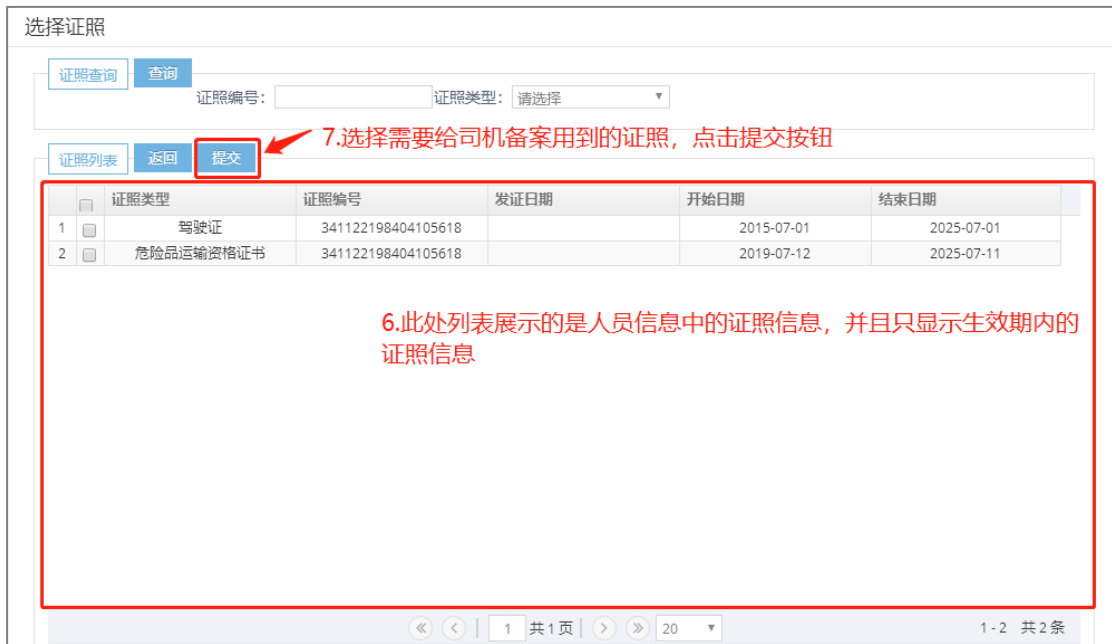 选择证照
证照查询 查询
证照编号： 证照类型： 请选择
7.选择需要给司机备案用到的证照，点击提交按钮
证照列表 返回 提交
证照类型 证照编号 发证日期 开始日期 结束日期
1 驾驶证 341122198404105618 2015-07-01 2025-07-01
2 危险品运输资格证书 341122198404105618 2019-07-12 2025-07-11
6.此处列表展示的是人员信息中的证照信息，并且只显示生效期内的
证照信息
1 共1页 20 1 - 2 共2条